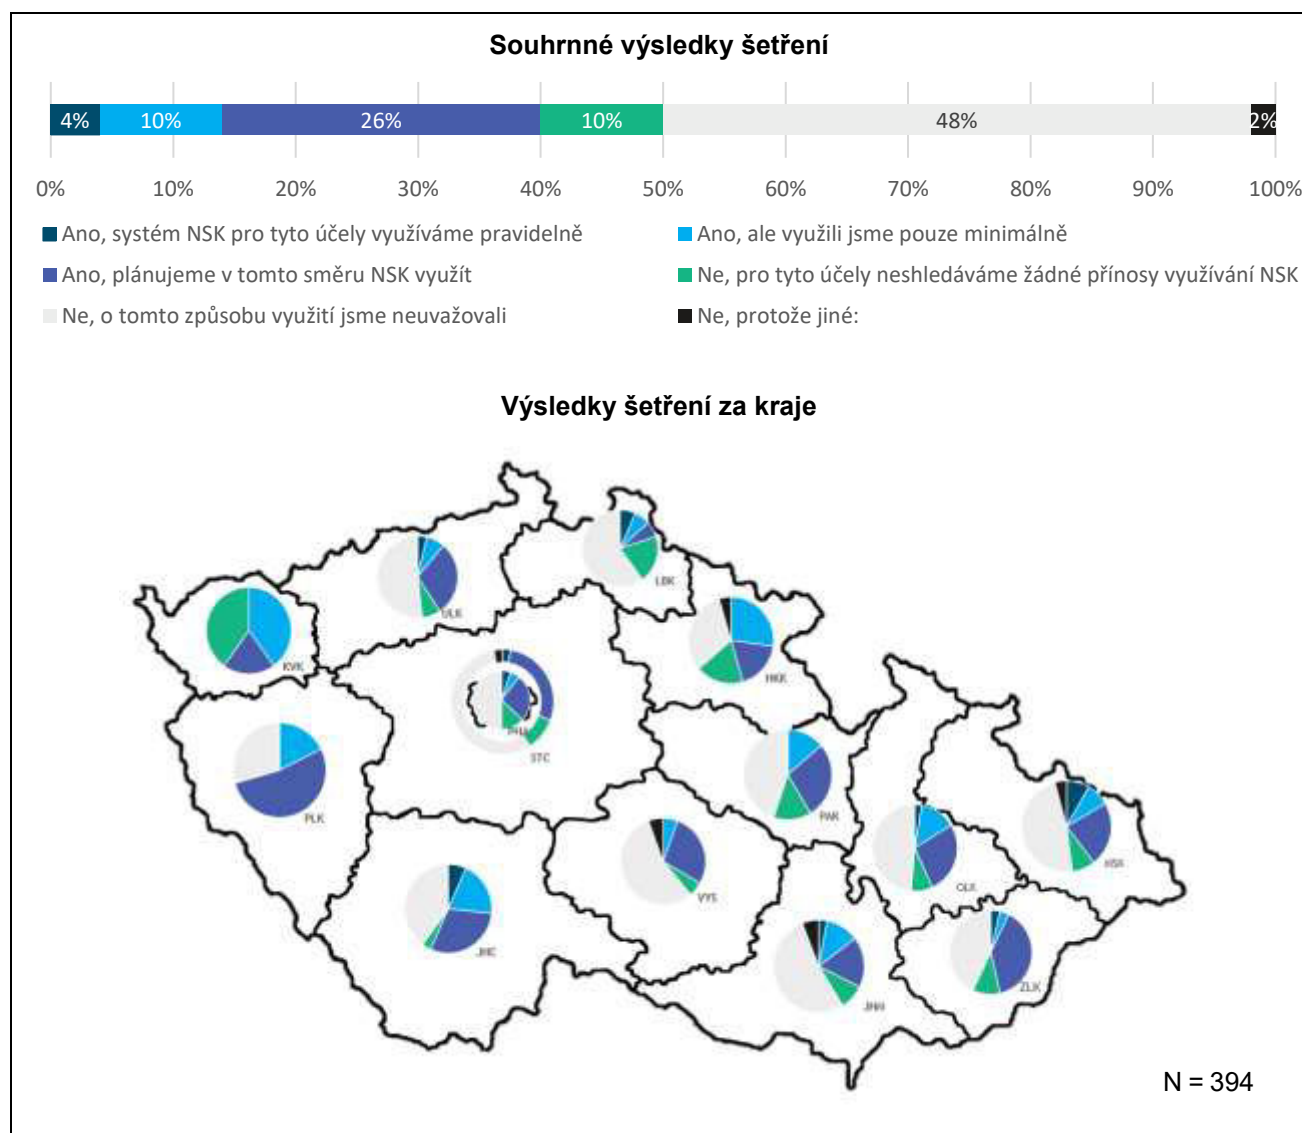 Souhrnné výsledky šetření
4% 10% 26% 10% 48% 2%
0% 10% 20% 30% 40% 50% 60% 70% 80% 90% 100%
Ano, systém NSK pro tyto účely využíváme pravidelně
Ano, ale využili jsme pouze minimálně
Ano, plánujeme v tomto směru NSK využít
Ne, pro tyto účely neshledáváme žádné přínosy využívání NSK
Ne, o tomto způsobu využití jsme neuvažovali
Ne, protože jiné:
Výsledky šetření za kraje
LBK
ULK
KVK
HKK
STC
PLK
PAK
OLK
VYS
JHC
ZLK
N = 394